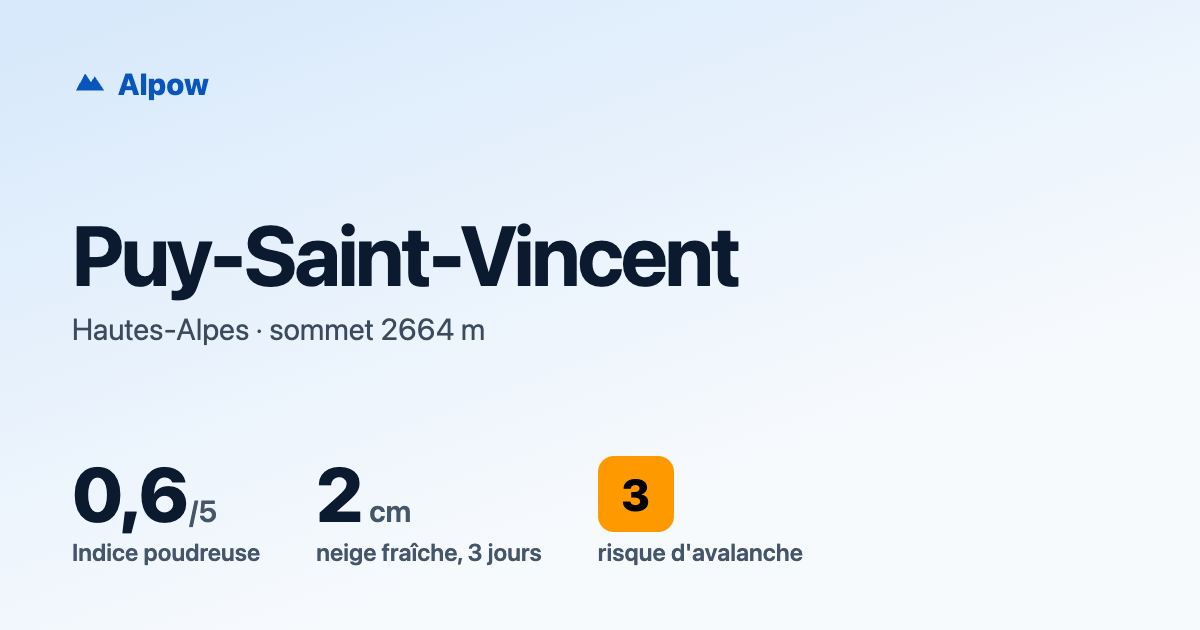 Alpow
Puy-Saint-Vincent
Hautes-Alpes · sommet 2664 m
0,6/5
Indice poudreuse
2 cm
neige fraîche, 3 jours
3
risque d'avalanche